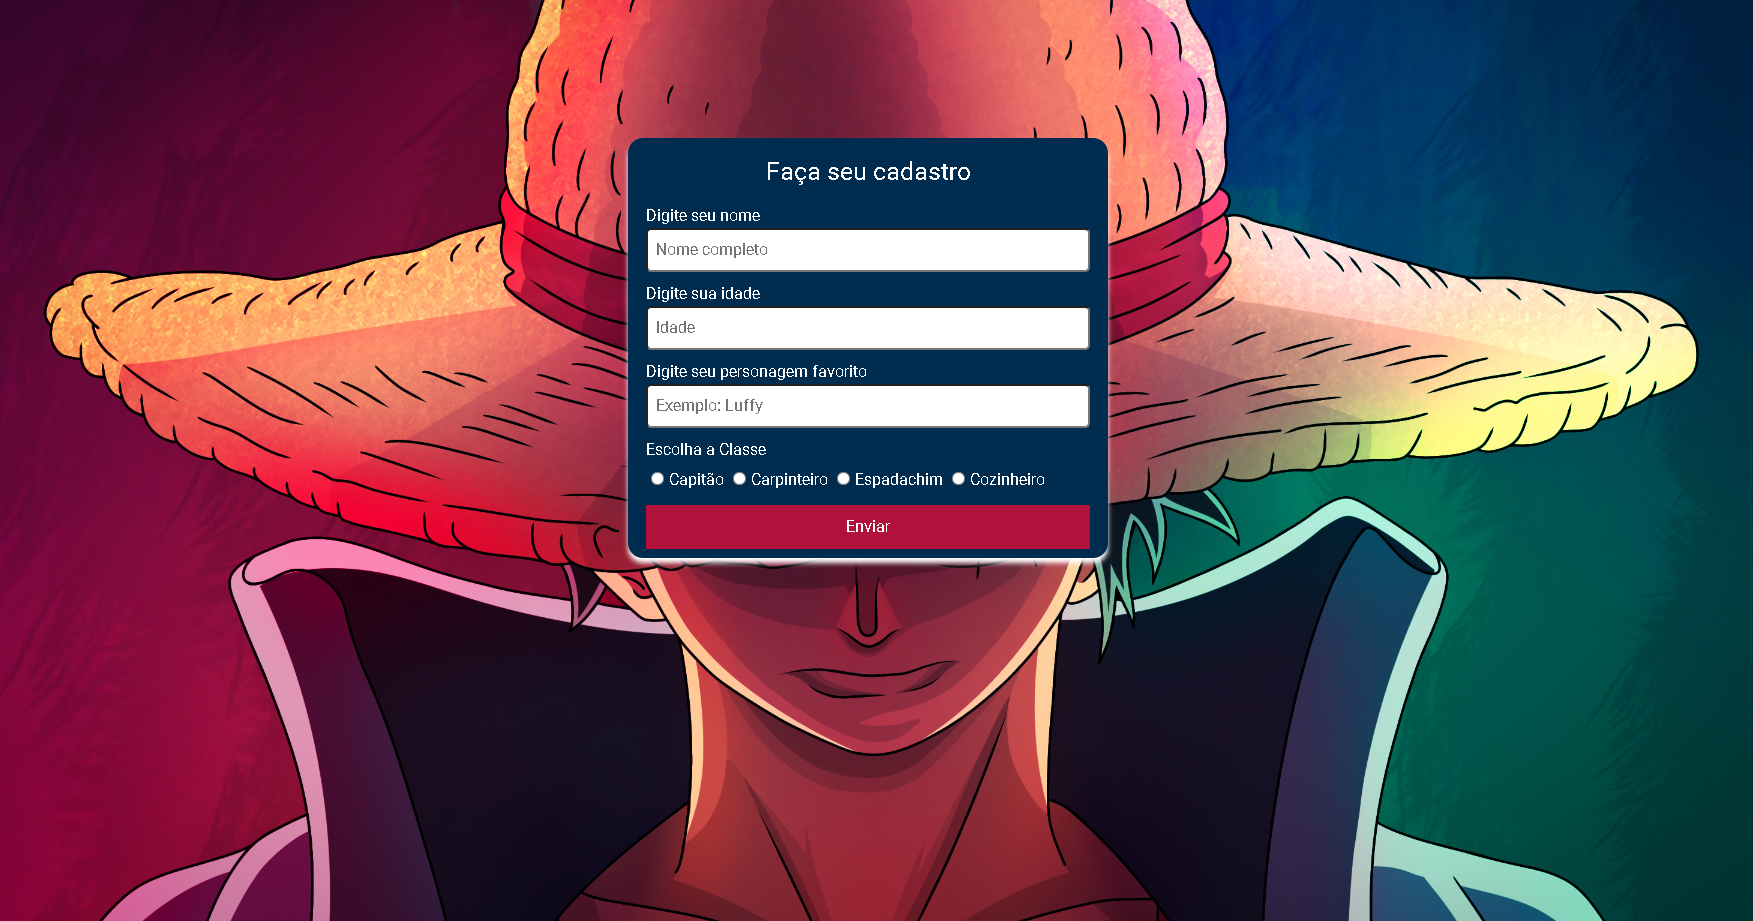 Faça seu cadastro
Digite seu nome
Nome completo
Digite sua idade
Idade
Digite seu personagem favorito
Exemplo: Luffy
Escolha a Classe
Capitão Carpinteiro Espadachim Cozinheiro
Enviar